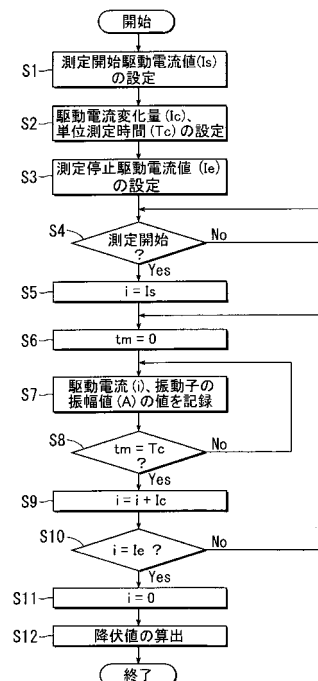 開始
S1
測定開始駆動電流値(Is)
の設定
S2
駆動電流変化量(Ic)、
単位測定時間(Tc)の設定
S3
測定停止駆動電流値(Ie)
の設定
S4
測定開始
?
No
Yes
S5
i = Is
S6
tm = 0
S7
駆動電流(i)、振動子の
振幅値(A)の値を記録
S8
tm = Tc
?
No
Yes
S9
i = i + Ic
S10
i = Ie ?
No
Yes
S11
i = 0
S12
降伏値の算出
終了